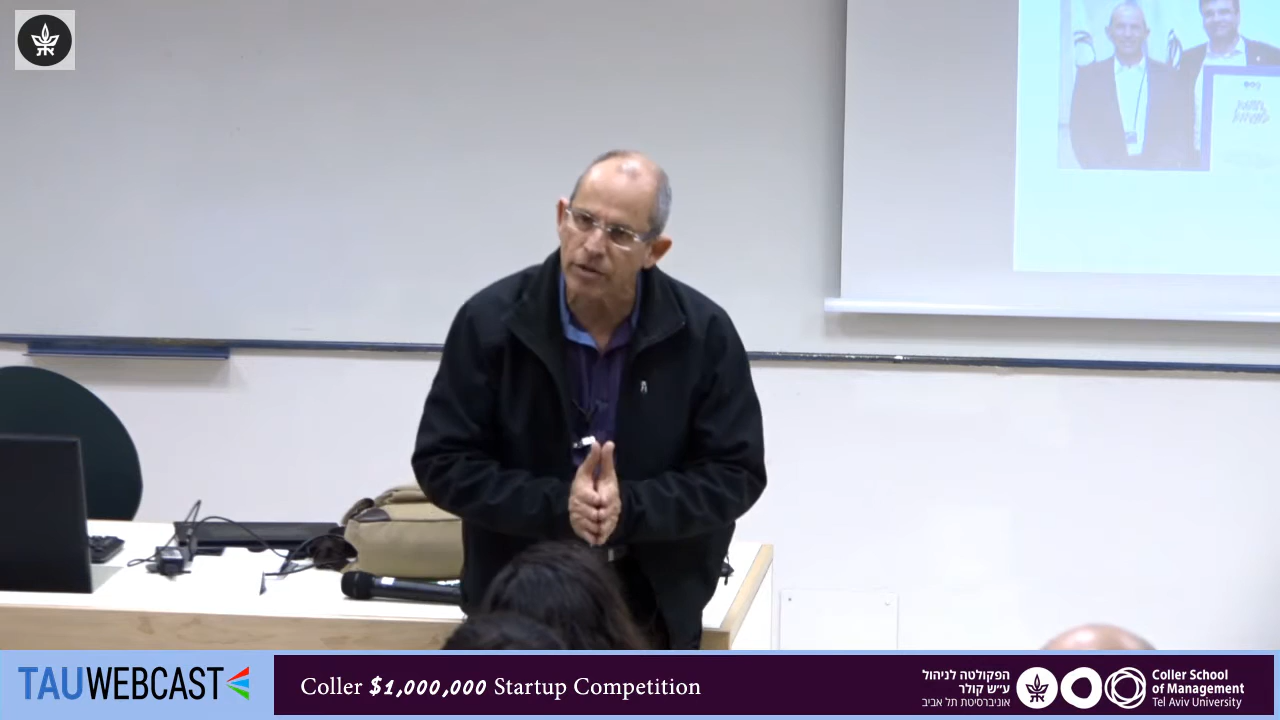 TAUWEBCAST
Coller $1,000,000 Startup Competition
הפקולטה לניהול
ע״ש קולר
אוניברסיטת תל אביב
Coller School
of Management
Tel Aviv University